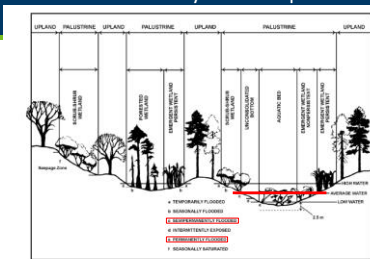 UPLAND PALUSTRINE UPLAND PALUSTRINE UPLAND PALUSTRINE UPLAND
SCRUB-SHRUB WETLAND
FORESTED WETLAND
EMERGENT WETLAND PERSISTENT
SCRUB-SHRUB WETLAND
UNCONSOLIDATED BOTTOM
AQUATIC BED
EMERGENT WETLAND NONPERSISTENT
EMERGENT WETLAND PERSISTENT
Seepage Zone
HIGH WATER
AVERAGE WATER
LOW WATER
a TEMPORARILY FLOODED
b SEASONALLY FLOODED
c SEMIPERMANENTLY FLOODED
d INTERMITTENTLY EXPOSED
e PERMANENTLY FLOODED
f SEASONALLY SATURATED
2.5 m